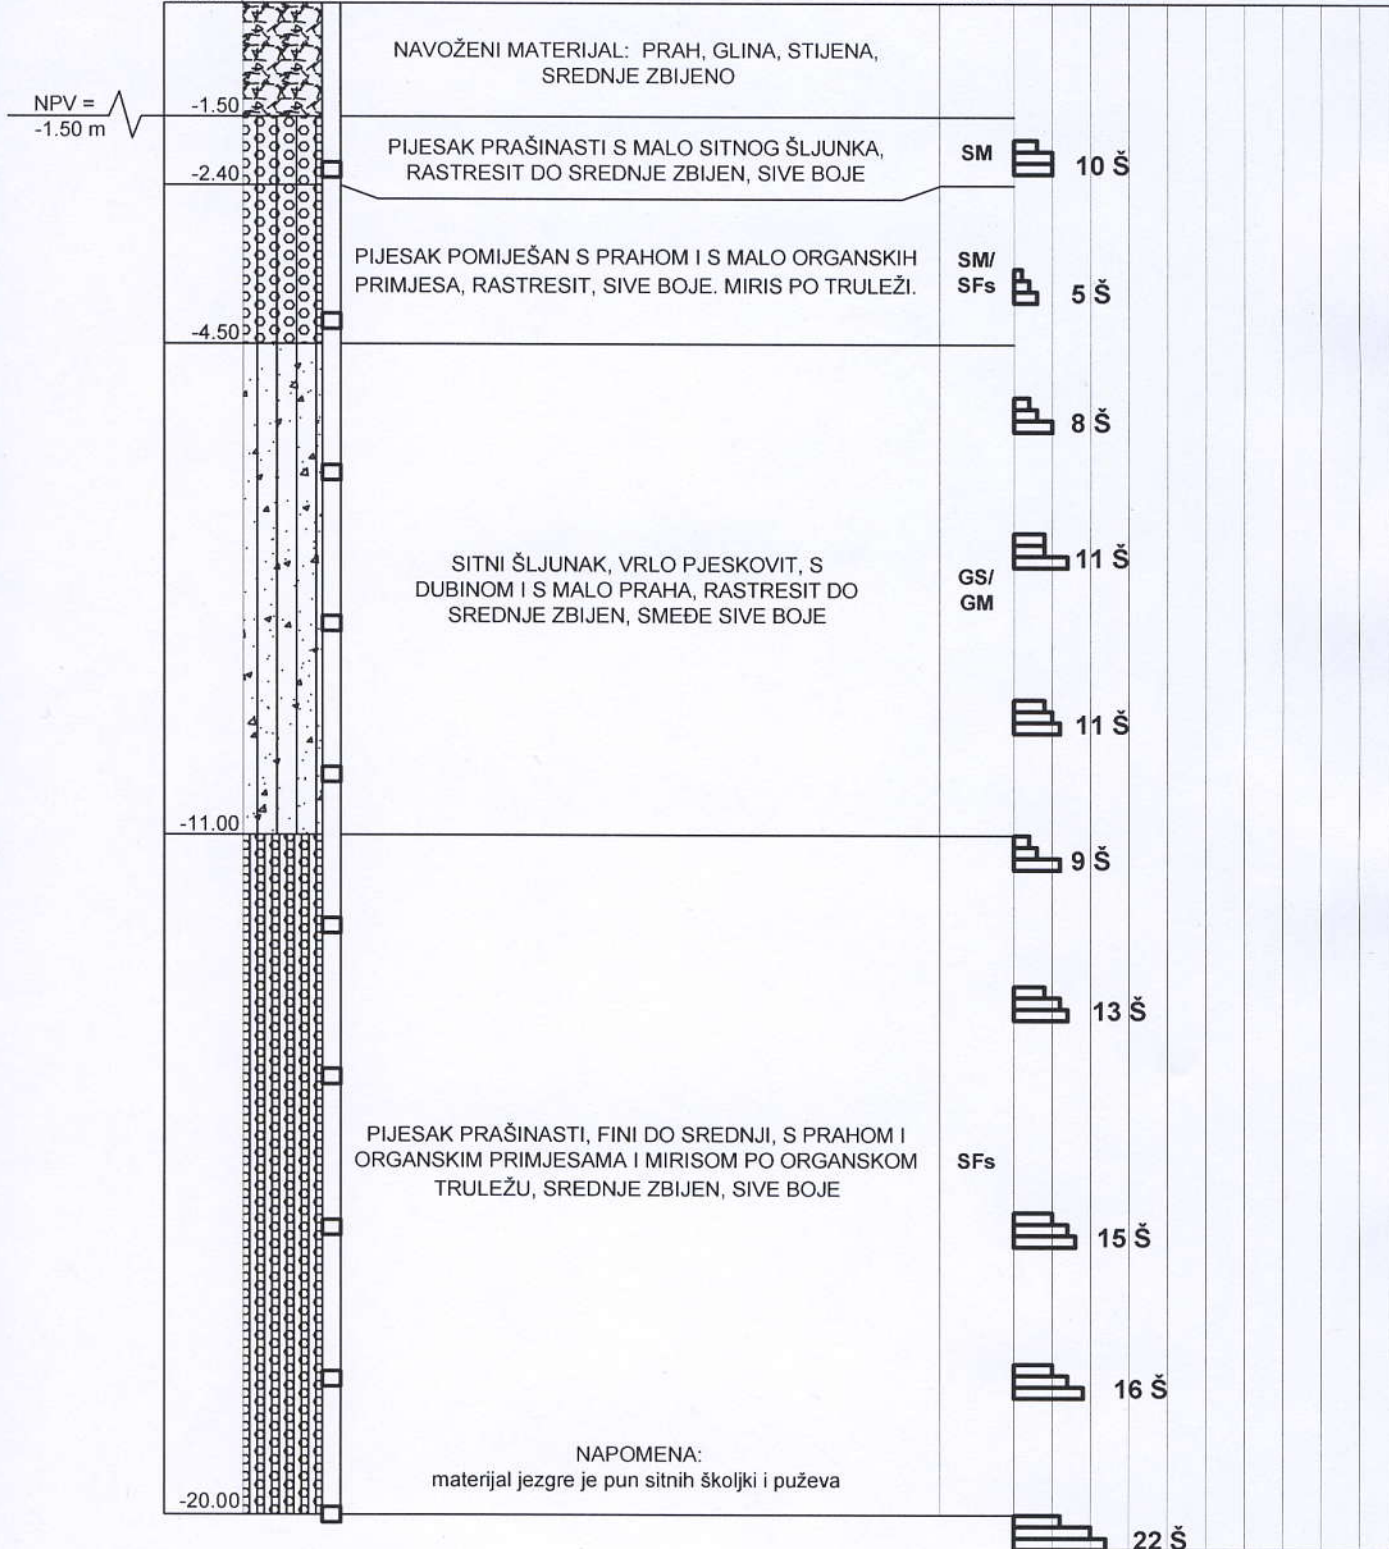 NAVOŽENI MATERIJAL: PRAH, GLINA, STIJENA,
SREDNJE ZBIJENO
NPV =
-1.50 m
-1.50
PIJESAK PRAŠINASTI S MALO SITNOG ŠLJUNKA,
RASTRESIT DO SREDNJE ZBIJEN, SIVE BOJE
SM
10 Š
-2.40
PIJESAK POMIJEŠAN S PRAHOM I S MALO ORGANSKIH
PRIMJESA, RASTRESIT, SIVE BOJE. MIRIS PO TRULEŽI.
SM/
SFs
5 Š
-4.50
8 Š
SITNI ŠLJUNAK, VRLO PJESKOVIT, S
DUBINOM I S MALO PRAHA, RASTRESIT DO
SREDNJE ZBIJEN, SMEĐE SIVE BOJE
GS/
GM
11 Š
11 Š
-11.00
9 Š
13 Š
PIJESAK PRAŠINASTI, FINI DO SREDNJI, S PRAHOM I
ORGANSKIM PRIMJESAMA I MIRISOM PO ORGANSKOM
TRULEŽU, SREDNJE ZBIJEN, SIVE BOJE
SFs
15 Š
16 Š
NAPOMENA:
materijal jezgre je pun sitnih školjki i puževa
-20.00
22 Š